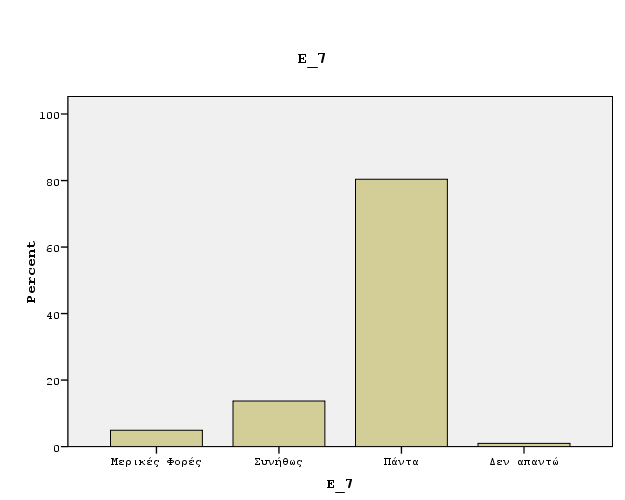 E_7
100
80
60
40
20
0
Percent
Μερικές Φορές
Συνήθως
Πάντα
Δεν απαντώ
E_7